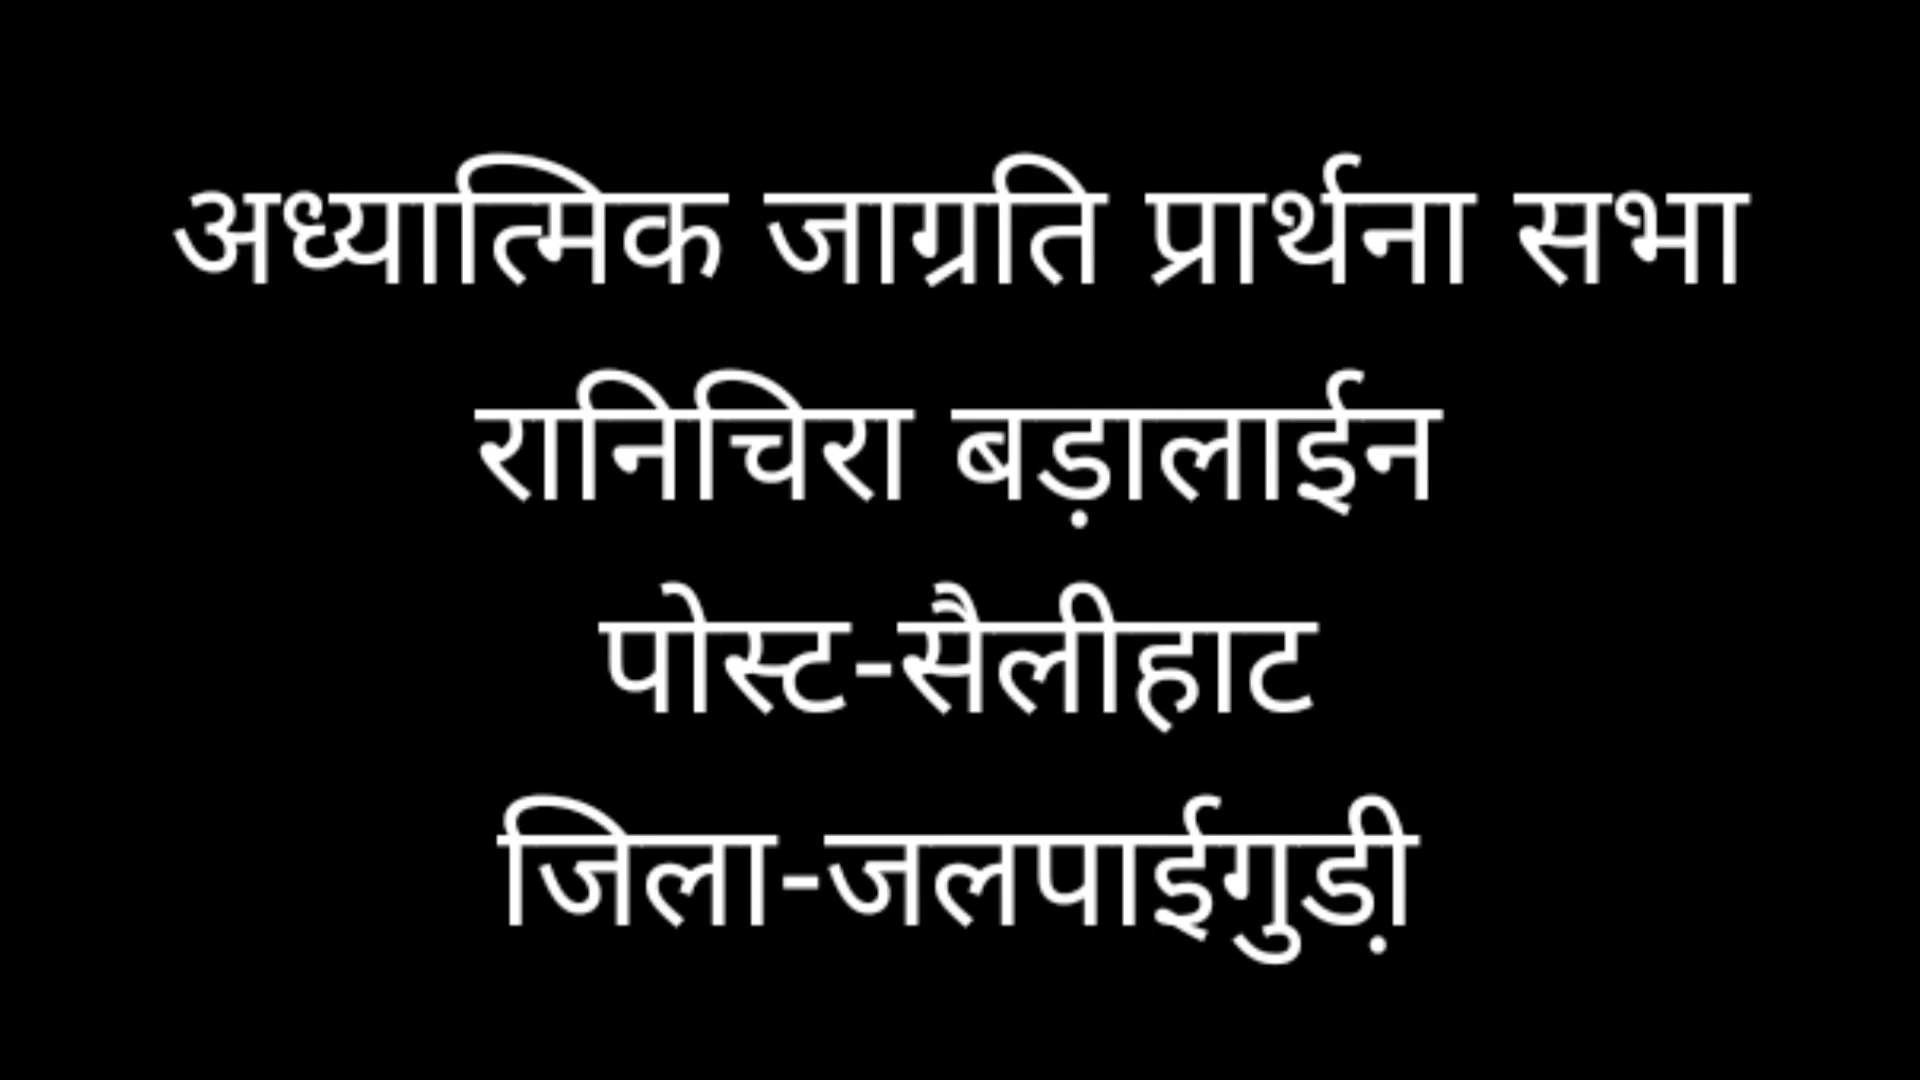 अध्यात्मिक जाग्रति प्रार्थना सभा
रानिचिरा बड़ालाईन
पोस्ट-सैलीहाट
जिला-जलपाईगुडी़